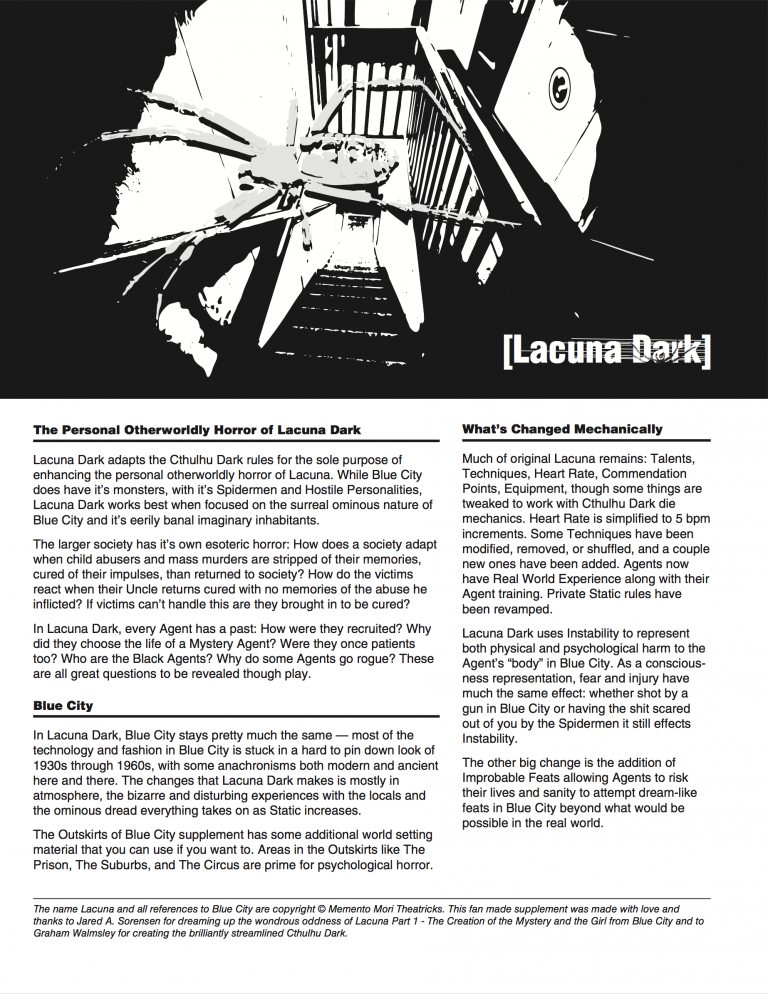 [Lacuna Dark]
The Personal Otherworldly Horror of Lacuna Dark
Lacuna Dark adapts the Cthulhu Dark rules for the sole purpose of
enhancing the personal otherworldly horror of Lacuna. While Blue City
does have it's monsters, with it's Spidermen and Hostile Personalities,
Lacuna Dark works best when focused on the surreal ominous nature of
Blue City and it's eerily banal imaginary inhabitants.
The larger society has it's own esoteric horror: How does a society adapt
when child abusers and mass murders are stripped of their memories,
cured of their impulses, than returned to society? How do the victims
react when their Uncle returns cured with no memories of the abuse he
inflicted? If victims can't handle this are they brought in to be cured?
In Lacuna Dark, every Agent has a past: How were they recruited? Why
did they choose the life of a Mystery Agent? Were they once patients
too? Who are the Black Agents? Why do some Agents go rogue? These
are all great questions to be revealed though play.
Blue City
In Lacuna Dark, Blue City stays pretty much the same — most of the
technology and fashion in Blue City is stuck in a hard to pin down look of
1930s through 1960s, with some anachronisms both modern and ancient
here and there. The changes that Lacuna Dark makes is mostly in
atmosphere, the bizarre and disturbing experiences with the locals and
the ominous dread everything takes on as Static increases.
The Outskirts of Blue City supplement has some additional world setting
material that you can use if you want to. Areas in the Outskirts like The
Prison, The Suburbs, and The Circus are prime for psychological horror.
What's Changed Mechanically
Much of original Lacuna remains: Talents,
Techniques, Heart Rate, Commendation
Points, Equipment, though some things are
tweaked to work with Cthulhu Dark die
mechanics. Heart Rate is simplified to 5 bpm
increments. Some Techniques have been
modified, removed, or shuffled, and a couple
new ones have been added. Agents now
have Real World Experience along with their
Agent training. Private Static rules have
been revamped.
Lacuna Dark uses Instability to represent
both physical and psychological harm to the
Agent's “body” in Blue City. As a conscious-
ness representation, fear and injury have
much the same effect: whether shot by a
gun in Blue City or having the shit scared
out of you by the Spidermen it still effects
Instability.
The other big change is the addition of
Improbable Feats allowing Agents to risk
their lives and sanity to attempt dream-like
feats in Blue City beyond what would be
possible in the real world.
The name Lacuna and all references to Blue City are copyright © Memento Mori Theatricks. This fan made supplement was made with love and
thanks to Jared A. Sorensen for dreaming up the wondrous oddness of Lacuna Part 1 - The Creation of the Mystery and the Girl from Blue City and to
Graham Walmsley for creating the brilliantly streamlined Cthulhu Dark.